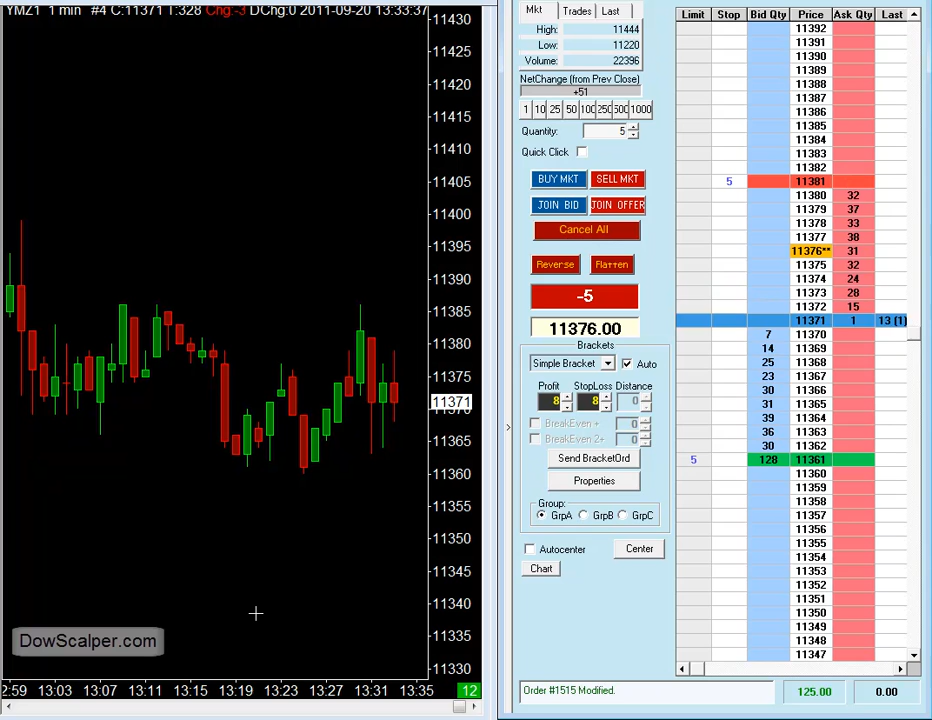 YMZ1 1 min #4 C:11371 T:328 Chg:-3 DChg:0 2011-09-20 13:33:37
11430
11425
11420
11415
11410
11405
11400
11395
11390
11385
11380
11375
11371
11370
11365
11360
11355
11350
11345
11340
11335
11330
DowScalper.com
2:59 13:03 13:07 13:11 13:15 13:19 13:23 13:27 13:31 13:35 12
Mkt Trades Last
High: 11444
Low: 11220
Volume: 22396
NetChange (from Prev Close)
+51
1 10 25 50 100 250 500 1000
Quantity: 5
Quick Click
BUY MKT SELL MKT
JOIN BID JOIN OFFER
Cancel All
Reverse Flatten
-5
11376.00
Brackets
Simple Bracket Auto
Profit StopLoss Distance
8 8 0
BreakEven + 0
BreakEven 2+ 0
Send BracketOrd
Properties
Group:
GrpA GrpB GrpC
Autocenter Center
Chart
Limit Stop Bid Qty Price Ask Qty Last
11392
11391
11390
11389
11388
11387
11386
11385
11384
11383
11382
5 11381
11380 32
11379 37
11378 33
11377 38
11376** 31
11375 32
11374 24
11373 28
11372 15
11371 1 13 (1)
7 11370
14 11369
25 11368
23 11367
30 11366
31 11365
39 11364
36 11363
30 11362
5 128 11361
11360
11359
11358
11357
11356
11355
11354
11353
11352
11351
11350
11349
11348
11347
Order #1515 Modified. 125.00 0.00